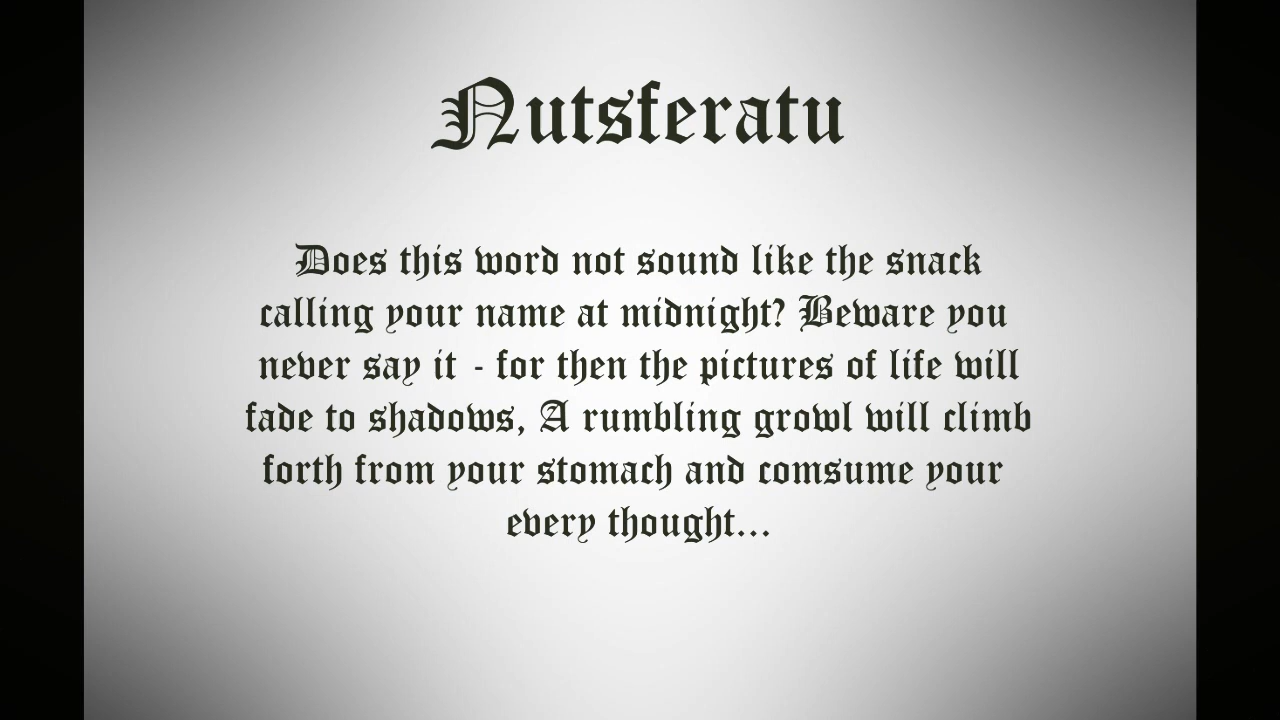 Nutsferatu
Does this word not sound like the snack
calling your name at midnight? Beware you
never say it - for then the pictures of life will
fade to shadows, A rumbling growl will climb
forth from your stomach and comsume your
every thought...